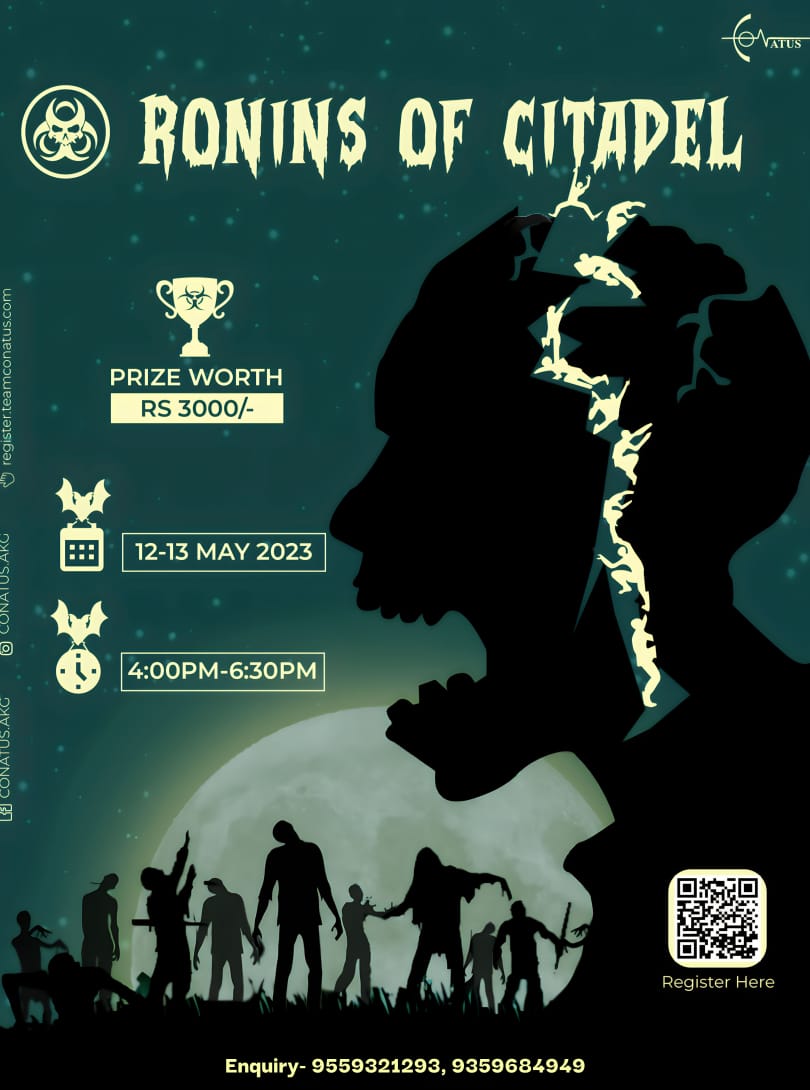 CONATUS
RONINS OF CITADEL
PRIZE WORTH
RS 3000/-
12-13 MAY 2023
4:00PM-6:30PM
register.teamconatus.com
CONATUS.AKG
CONATUS.AKG
Register Here
Enquiry- 9559321293, 9359684949